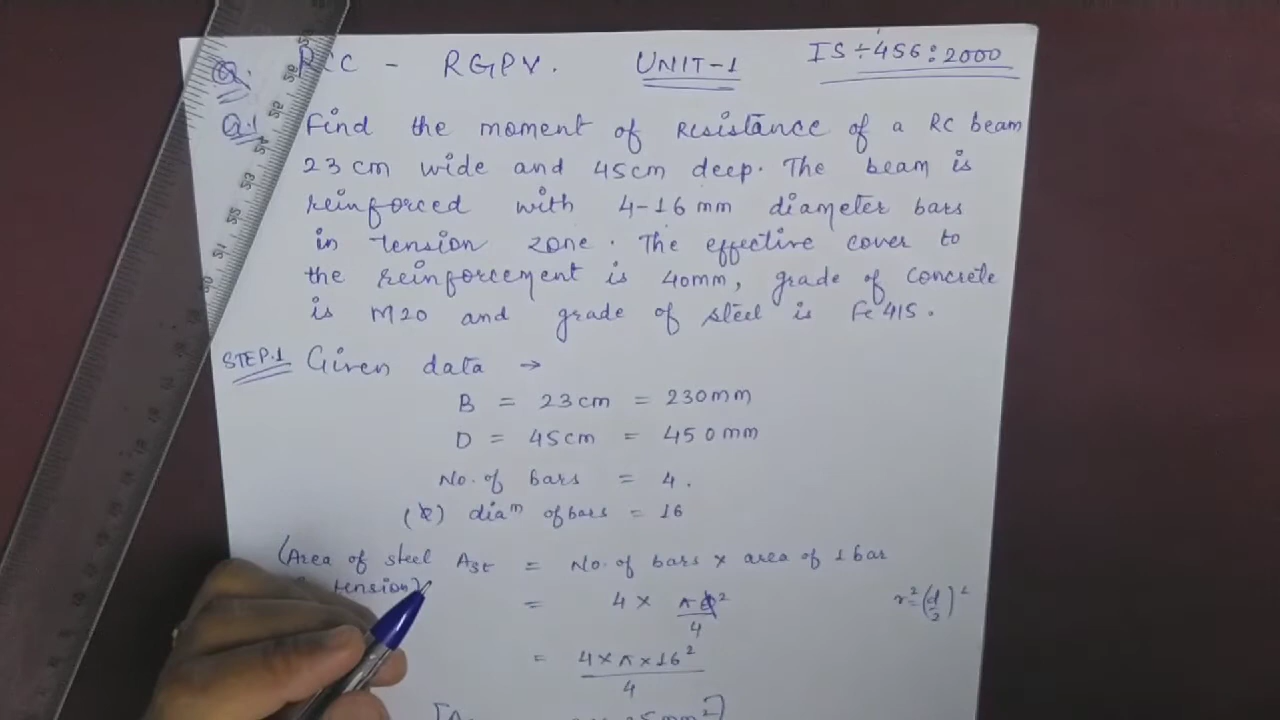 Q. RCC - RGPV. UNIT-1 IS÷456:2000
Q.1 Find the moment of Resistance of a RC beam
23 cm wide and 45cm deep. The beam is
reinforced with 4-16 mm diameter bars
in tension zone. The effective cover to
the reinforcement is 40mm, grade of concrete
is M20 and grade of steel is Fe 415.
STEP.1 Given data →
B = 23cm = 230mm
D = 45cm = 450mm
No. of bars = 4.
diaᵐ of bars = 16
(Area of steel Ast = No. of bars × area of 1 bar
tension)
= 4 × πd²/4 r²=(d/2)²
= 4×π×16²/4